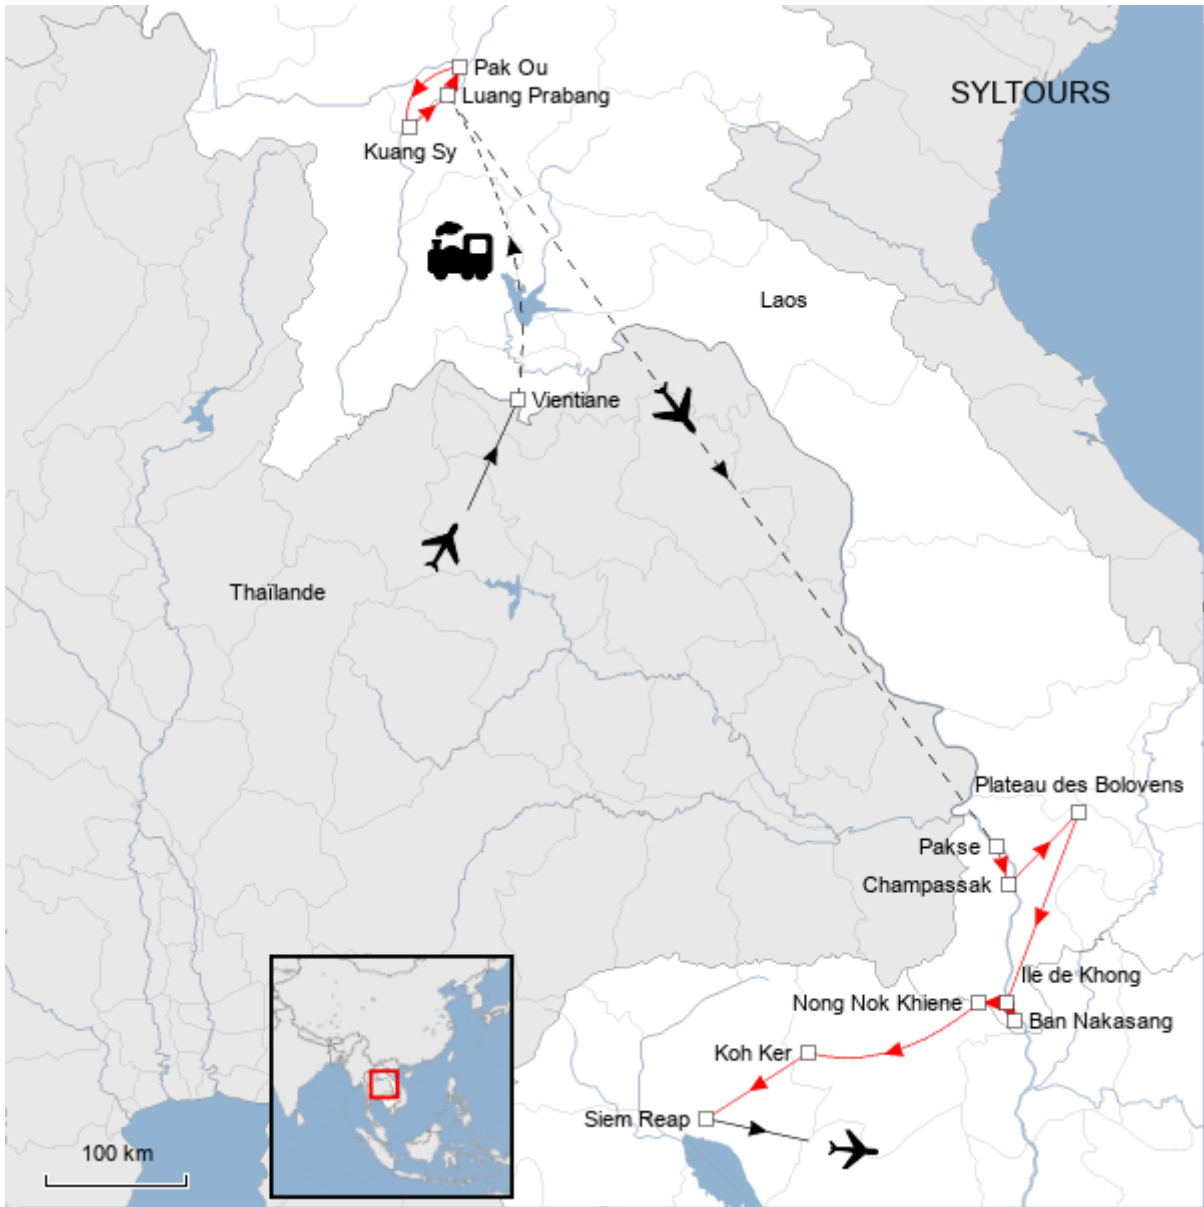 Pak Ou
SYLTOURS
Luang Prabang
Kuang Sy
Laos
Vientiane
Thaïlande
Plateau des Bolovens
Pakse
Champassak
Ilé de Khong
Nong Nok Khiene
Ban Nakasang
Koh Ker
Siem Reap
100 km